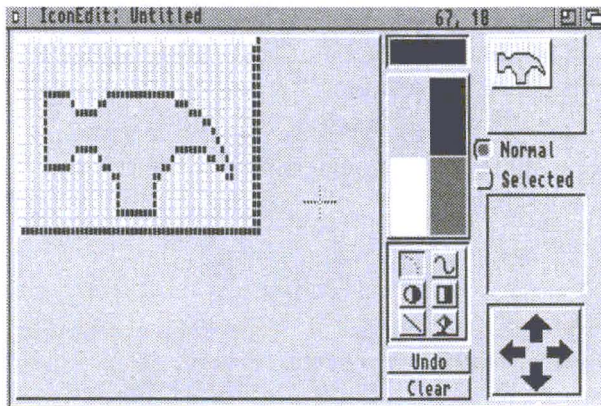 IconEdit: Untitled 67, 18
Normal
Selected
Undo
Clear